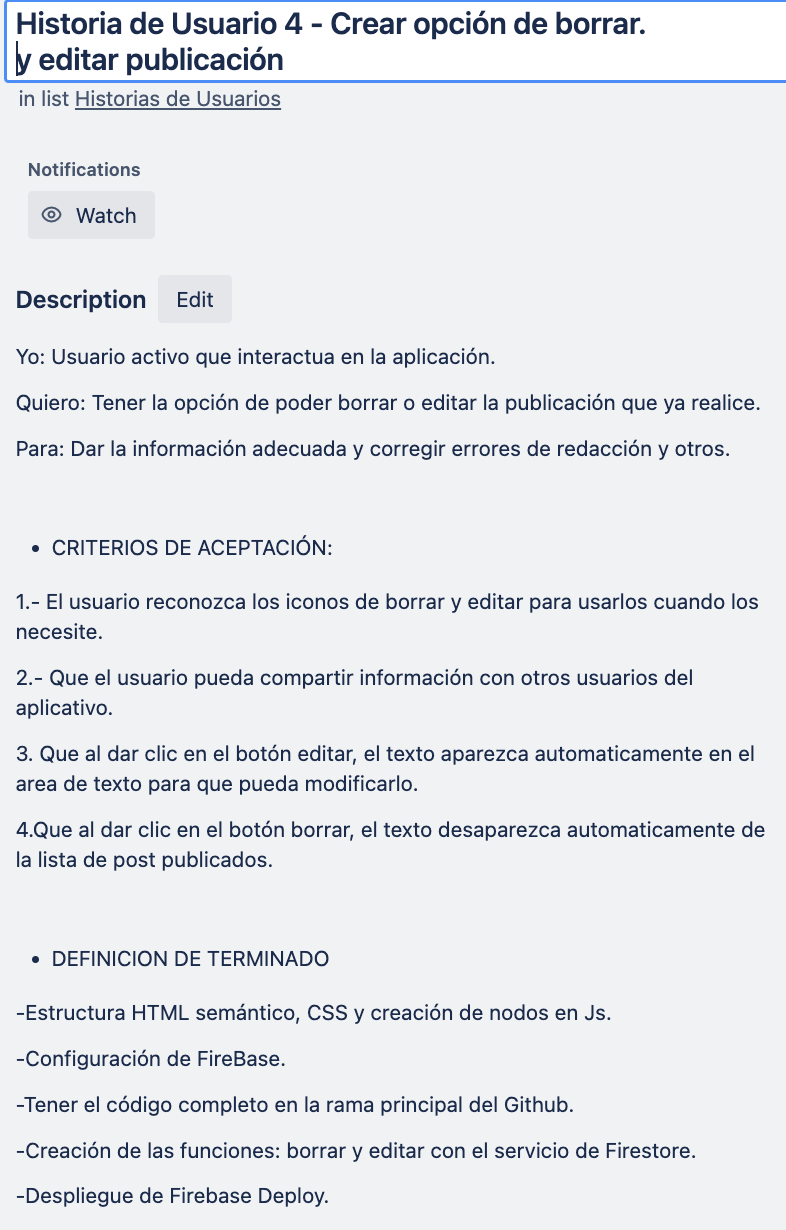 Historia de Usuario 4 - Crear opción de borrar.
y editar publicación
in list Historias de Usuarios
Notifications
Watch
Description Edit
Yo: Usuario activo que interactua en la aplicación.
Quiero: Tener la opción de poder borrar o editar la publicación que ya realice.
Para: Dar la información adecuada y corregir errores de redacción y otros.
• CRITERIOS DE ACEPTACIÓN:
1.- El usuario reconozca los iconos de borrar y editar para usarlos cuando los
necesite.
2.- Que el usuario pueda compartir información con otros usuarios del
aplicativo.
3. Que al dar clic en el botón editar, el texto aparezca automaticamente en el
area de texto para que pueda modificarlo.
4.Que al dar clic en el botón borrar, el texto desaparezca automaticamente de
la lista de post publicados.
• DEFINICION DE TERMINADO
-Estructura HTML semántico, CSS y creación de nodos en Js.
-Configuración de FireBase.
-Tener el código completo en la rama principal del Github.
-Creación de las funciones: borrar y editar con el servicio de Firestore.
-Despliegue de Firebase Deploy.